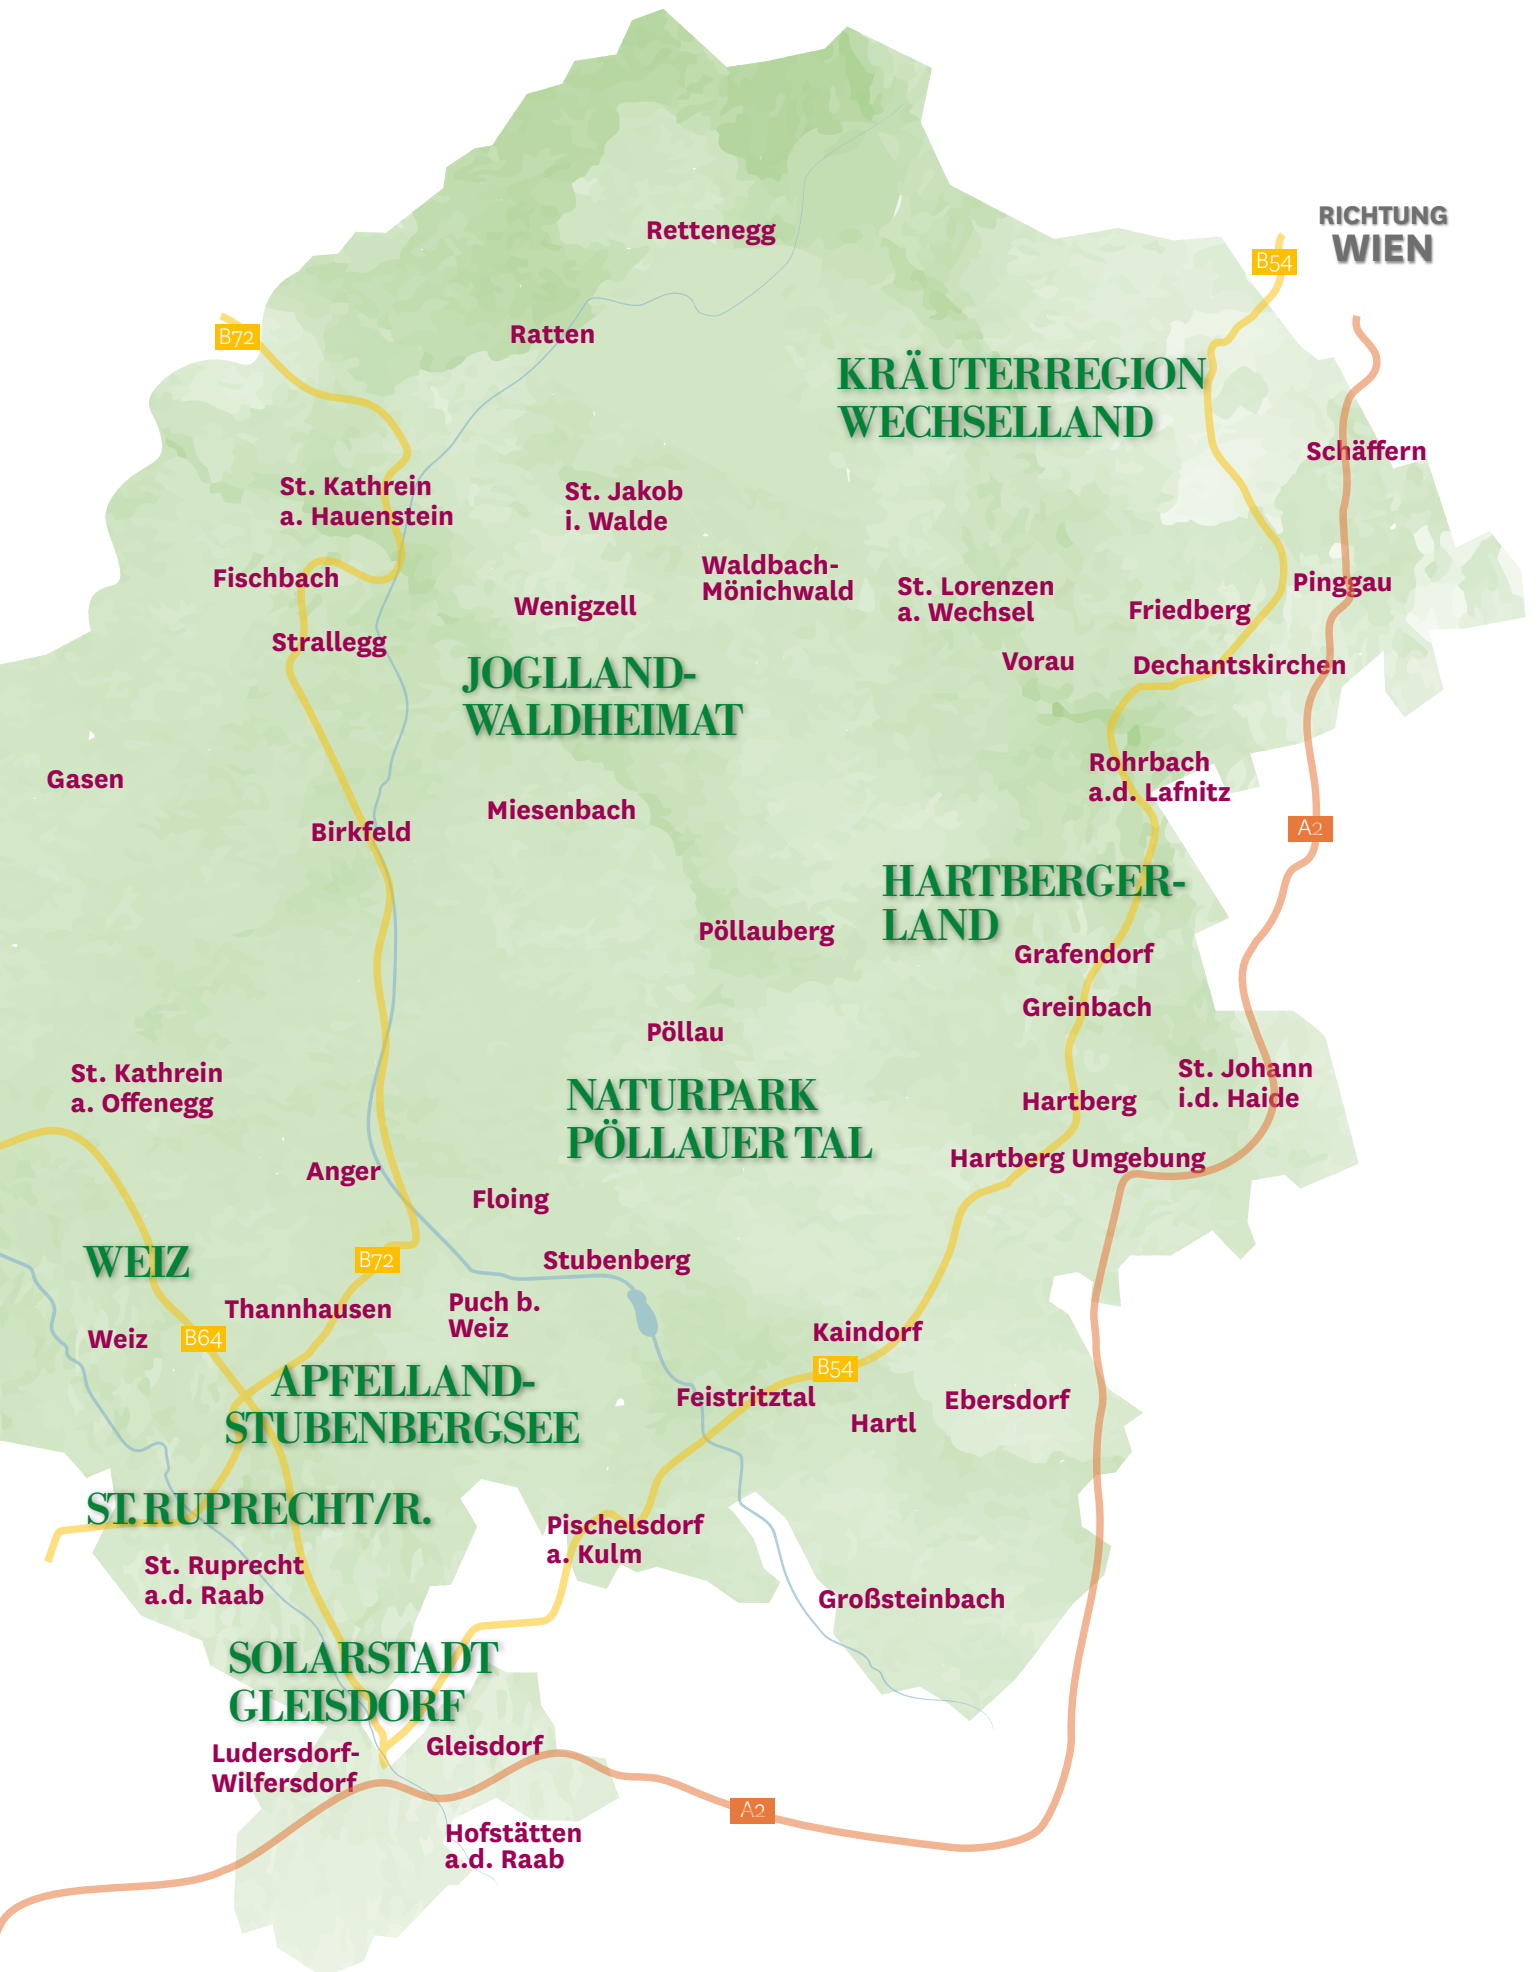 RICHTUNG
WIEN
Rettenegg
B54
B72
Ratten
KRÄUTERREGION
WECHSELLAND
Schäffern
St. Kathrein
a. Hauenstein
St. Jakob
i. Walde
Fischbach
Waldbach-
Mönichwald
St. Lorenzen
a. Wechsel
Pinggau
Wenigzell
Friedberg
Strallegg
Vorau
Dechantskirchen
JOGLLAND-
WALDHEIMAT
Gasen
Rohrbach
a.d. Lafnitz
Miesenbach
Birkfeld
A2
HARTBERGER-
LAND
Pöllauberg
Grafendorf
Greinbach
Pöllau
St. Kathrein
a. Offenegg
St. Johann
i.d. Haide
NATURPARK
PÖLLAUER TAL
Hartberg
Hartberg Umgebung
Anger
Floing
WEIZ
B72
Stubenberg
Thannhausen
Puch b.
Weiz
Weiz
B64
Kaindorf
B54
APFELLAND-
STUBENBERGSEE
Feistritztal
Ebersdorf
Hartl
ST. RUPRECHT/R.
Pischelsdorf
a. Kulm
St. Ruprecht
a.d. Raab
Großsteinbach
SOLARSTADT
GLEISDORF
Ludersdorf-
Wilfersdorf
Gleisdorf
A2
Hofstätten
a.d. Raab